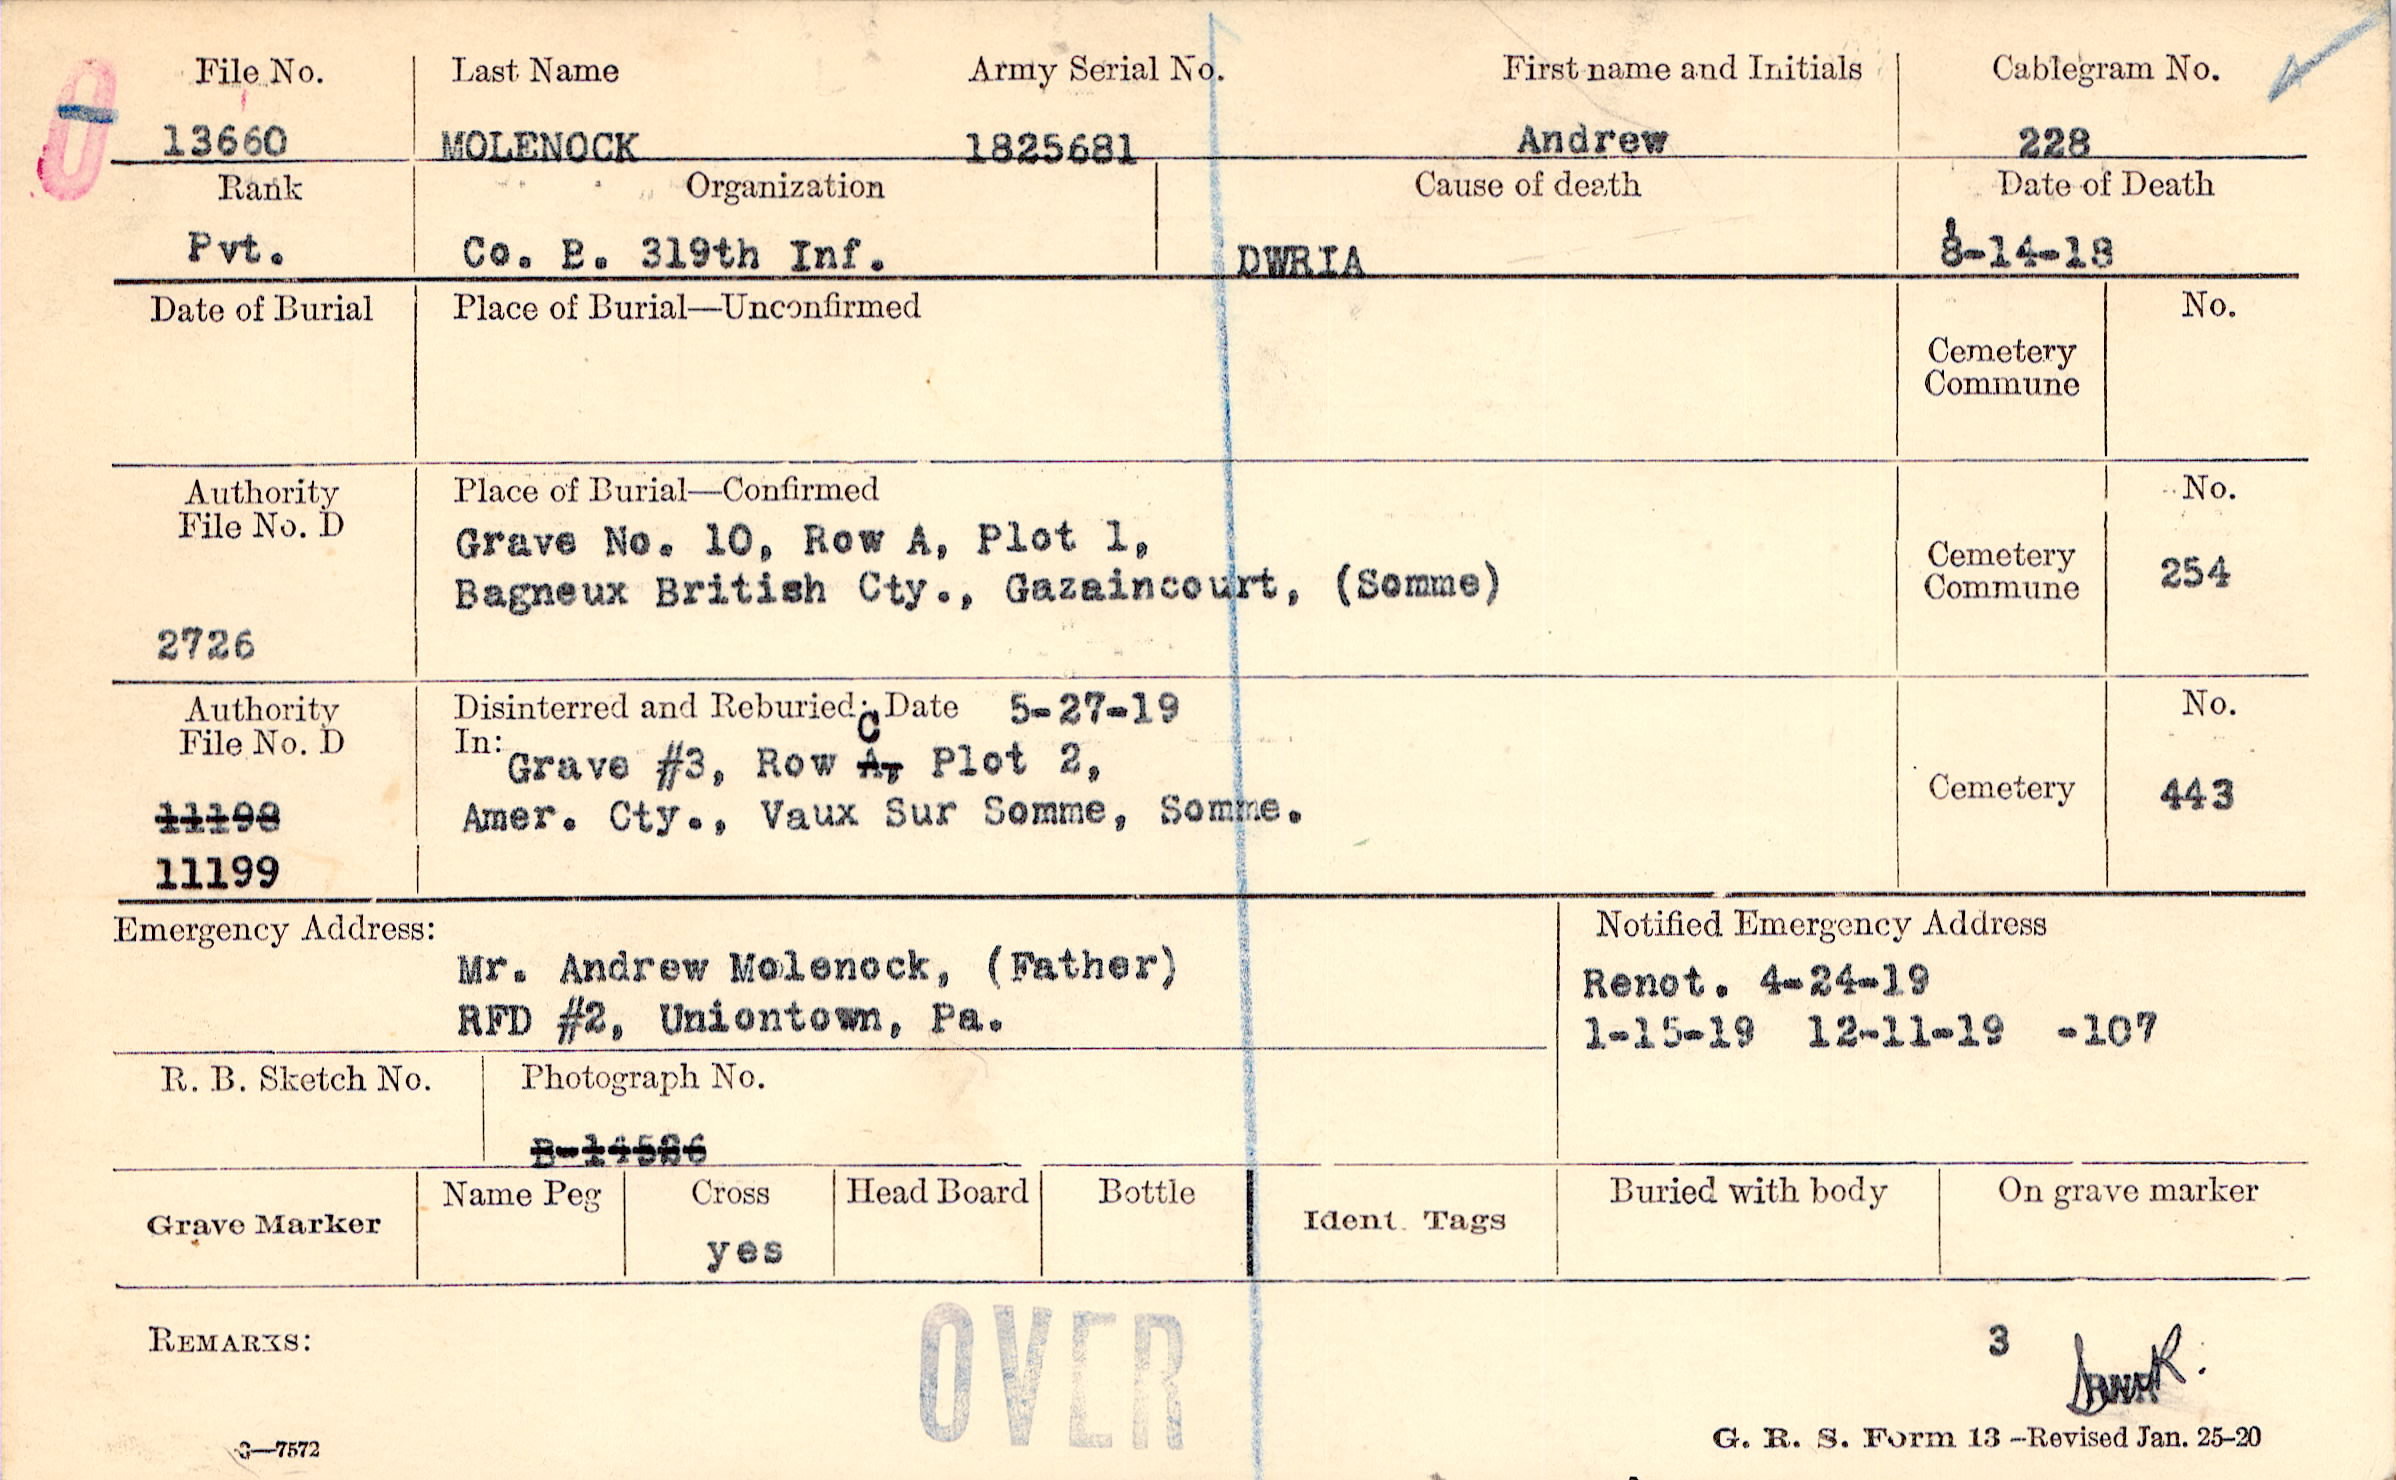 File No. Last Name Army Serial No. First name and Initials Cablegram No.
13660 MOLENOCK 1825681 Andrew 228
Rank Organization Cause of death Date of Death
Pvt. Co. B. 319th Inf. DWRIA 8-14-18
Date of Burial Place of Burial—Unconfirmed No.
Cemetery
Commune
Authority Place of Burial—Confirmed No.
File No. D
Grave No. 10, Row A, Plot 1,
Bagneux British Cty., Gazaincourt, (Somme)
Cemetery
Commune 254
2726
Authority Disinterred and Reburied: Date 5-27-19 No.
File No. D In:
C
Grave #3, Row A, Plot 2,
11198 Amer. Cty., Vaux Sur Somme, Somme. Cemetery 443
11199
Emergency Address: Notified Emergency Address
Mr. Andrew Molenock, (Father) Renot. 4-24-19
RFD #2, Uniontown, Pa. 1-15-19 12-11-19 -107
R. B. Sketch No. Photograph No.
B-14586
Grave Marker Name Peg Cross Head Board Bottle Ident. Tags Buried with body On grave marker
yes
REMARKS: OVER 3
3—7572 G. R. S. Form 13 —Revised Jan. 25-20